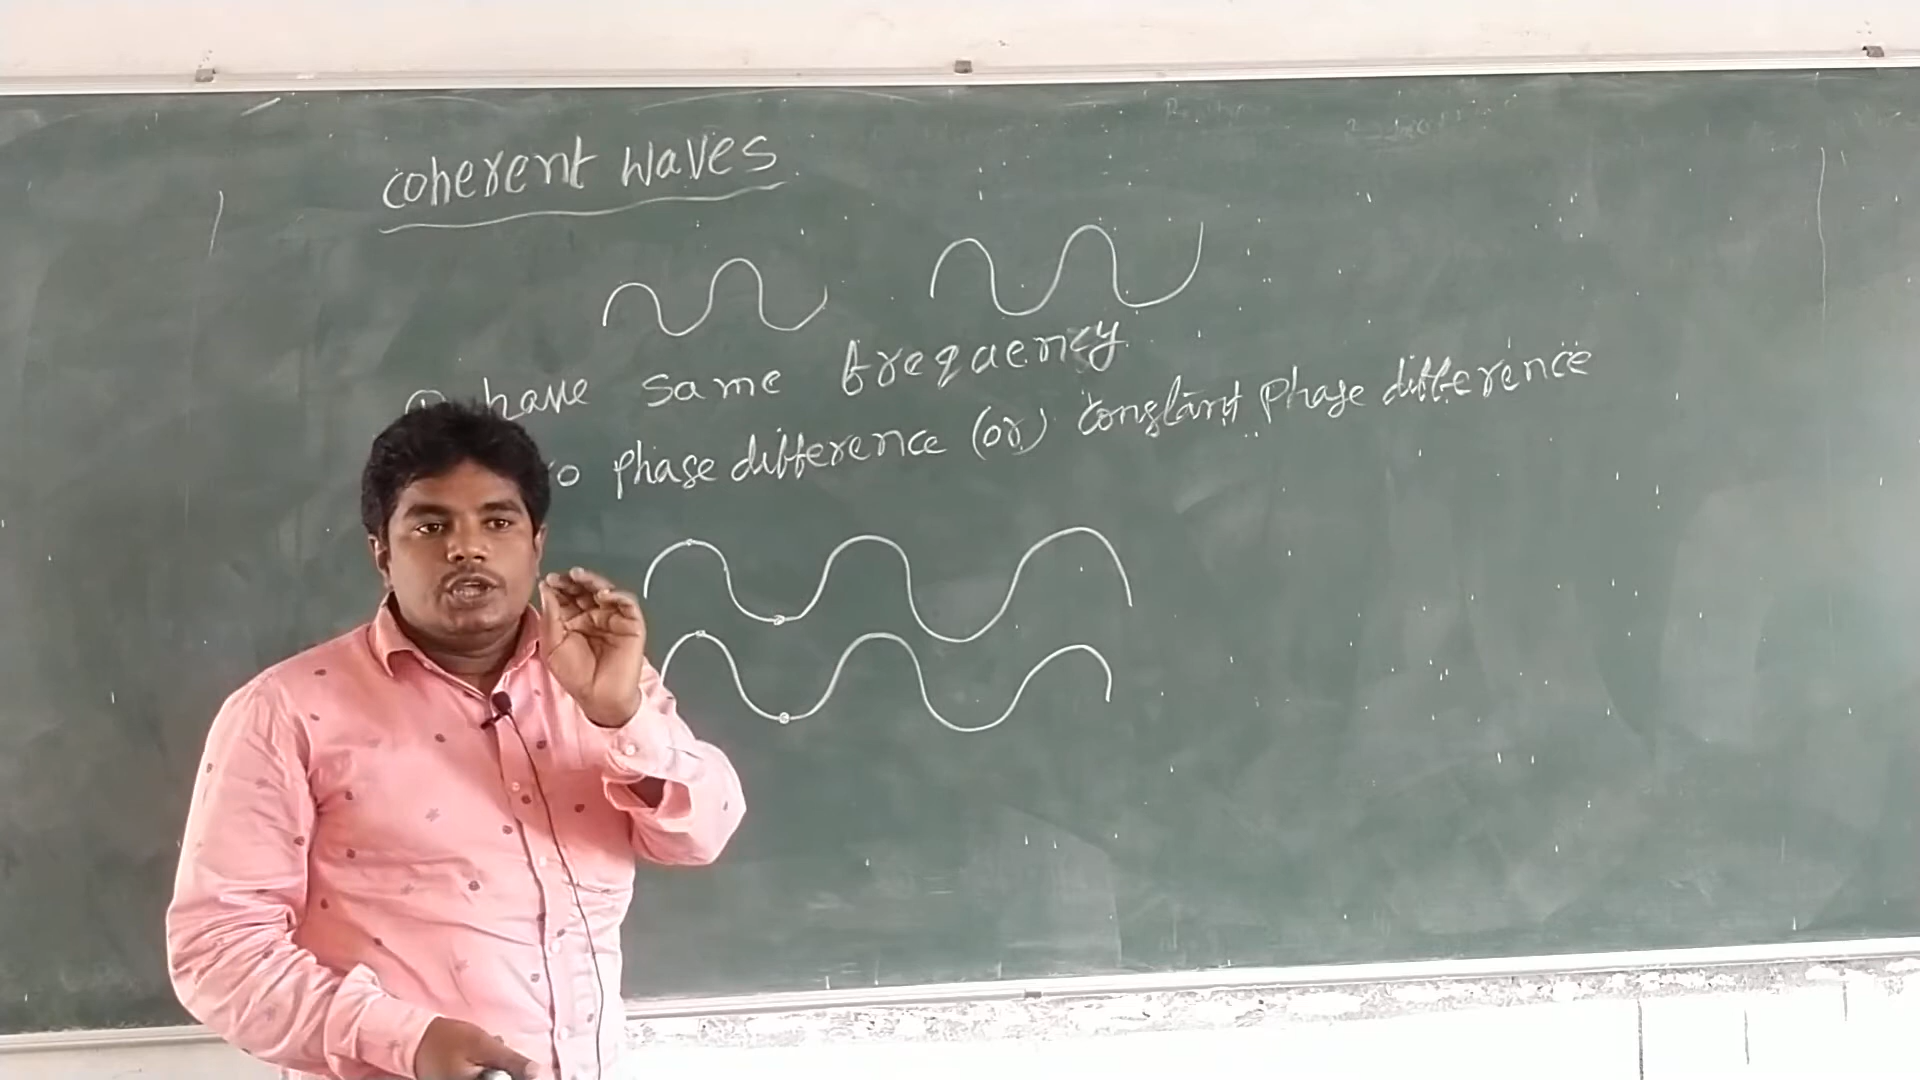 coherent waves
have same frequency
phase difference (or) constant phase difference